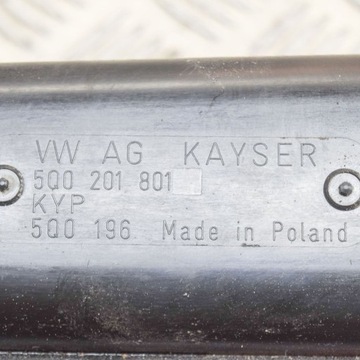 VW AG KAYSER
5Q0 201 801
KYP
5Q0 196 Made in Poland